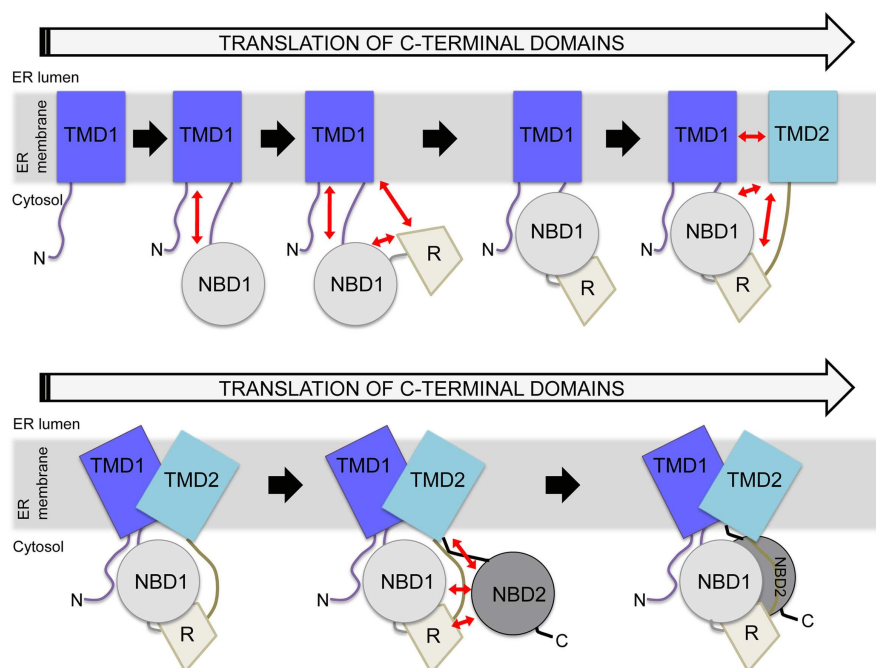 TRANSLATION OF C-TERMINAL DOMAINS
ER lumen
ER membrane
TMD1 TMD1 TMD1 TMD1 TMD1 TMD2
Cytosol
N N N N N
NBD1 NBD1 R NBD1 R NBD1 R
TRANSLATION OF C-TERMINAL DOMAINS
ER lumen
ER membrane
TMD1 TMD2 TMD1 TMD2 TMD1 TMD2
Cytosol
N NBD1 R N NBD1 R NBD2 C N NBD1 R NBD2 C